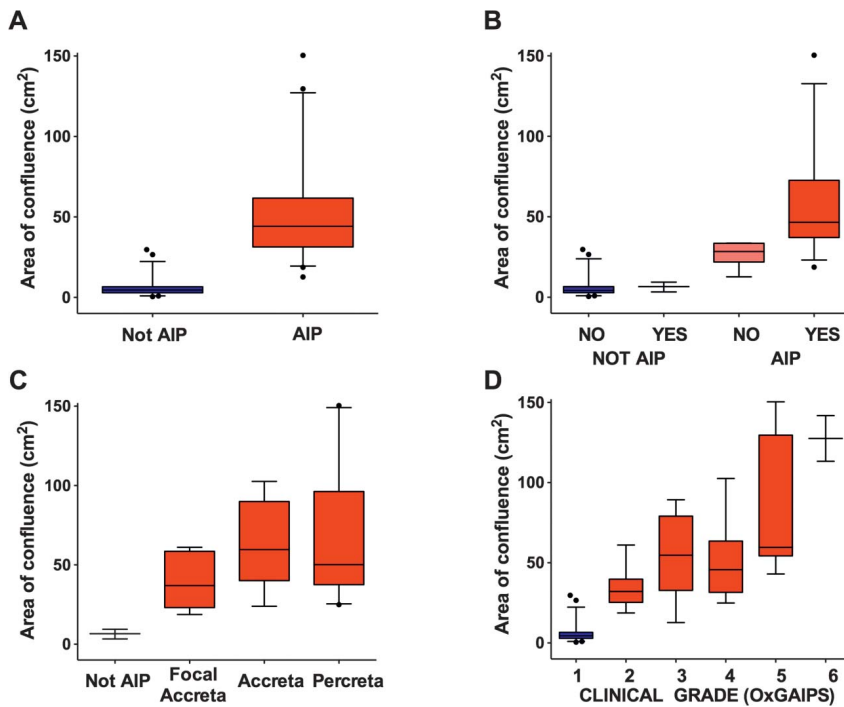 A
Area of confluence (cm²)
150
100
50
0
Not AIP AIP
B
Area of confluence (cm²)
150
100
50
0
NO YES NO YES
NOT AIP AIP
C
Area of confluence (cm²)
150
100
50
0
Not AIP Focal Accreta Percreta
Accreta
D
Area of confluence (cm²)
150
100
50
0
1 2 3 4 5 6
CLINICAL GRADE (OxGAIPS)